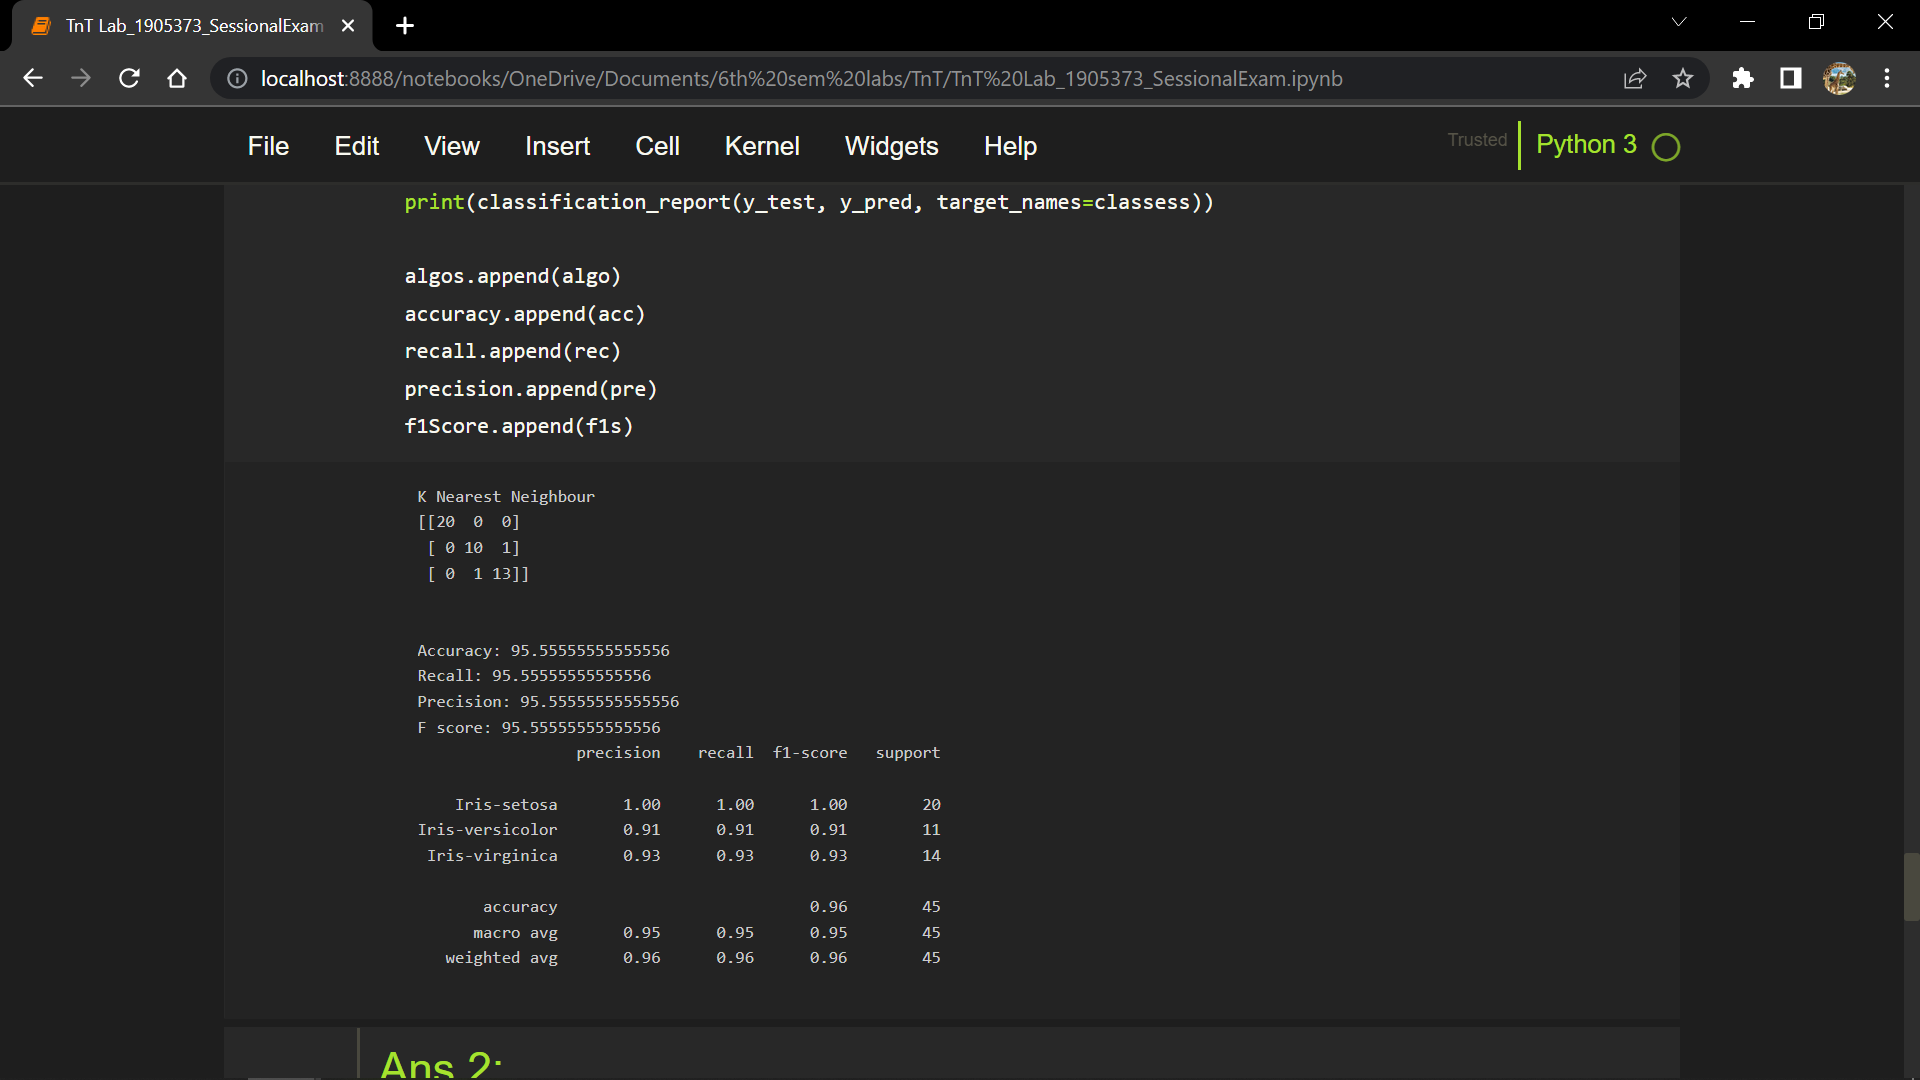 TnT Lab_1905373_SessionalExam
localhost:8888/notebooks/OneDrive/Documents/6th%20sem%20labs/TnT/TnT%20Lab_1905373_SessionalExam.ipynb
File Edit View Insert Cell Kernel Widgets Help Trusted Python 3
print(classification_report(y_test, y_pred, target_names=classess))
algos.append(algo)
accuracy.append(acc)
recall.append(rec)
precision.append(pre)
f1Score.append(f1s)
K Nearest Neighbour
[[20  0  0]
 [ 0 10  1]
 [ 0  1 13]]
Accuracy: 95.55555555555556
Recall: 95.55555555555556
Precision: 95.55555555555556
F score: 95.55555555555556
precision recall f1-score support
Iris-setosa 1.00 1.00 1.00 20
Iris-versicolor 0.91 0.91 0.91 11
Iris-virginica 0.93 0.93 0.93 14
accuracy 0.96 45
macro avg 0.95 0.95 0.95 45
weighted avg 0.96 0.96 0.96 45
Ans 2: